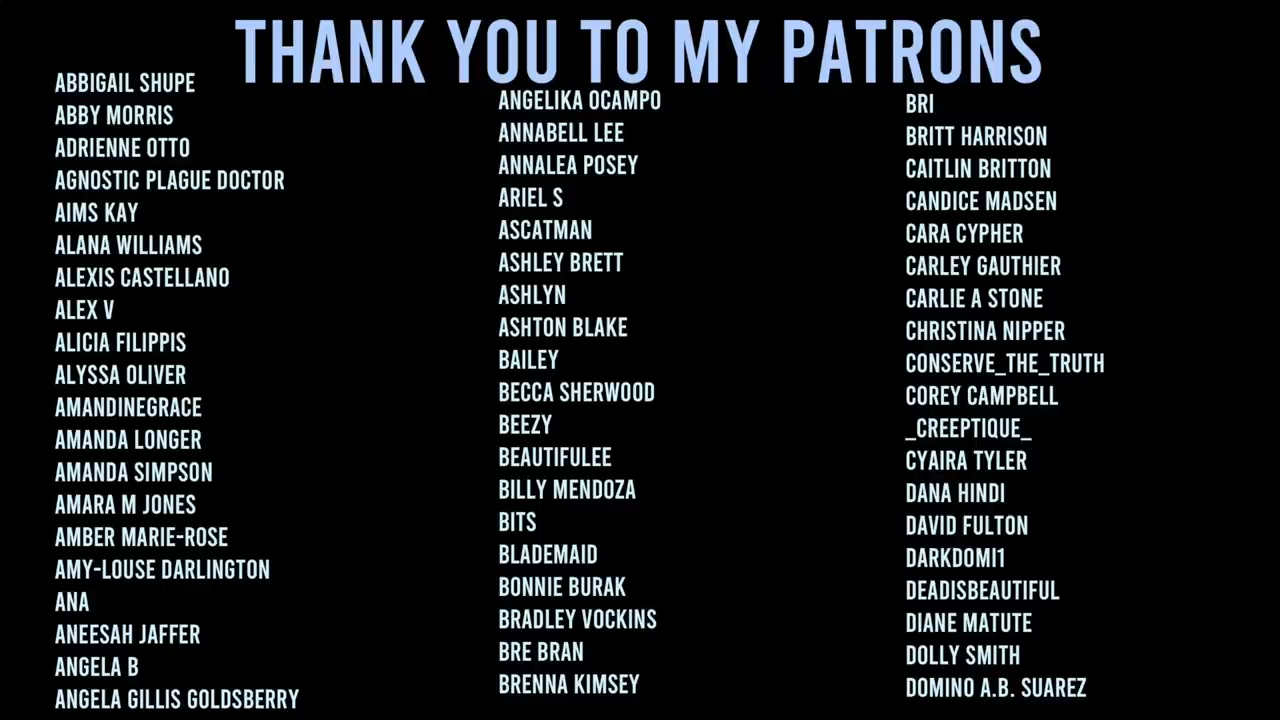 THANK YOU TO MY PATRONS
ABBIGAIL SHUPE
ABBY MORRIS
ADRIENNE OTTO
AGNOSTIC PLAGUE DOCTOR
AIMS KAY
ALANA WILLIAMS
ALEXIS CASTELLANO
ALEX V
ALICIA FILIPPIS
ALYSSA OLIVER
AMANDINEGRACE
AMANDA LONGER
AMANDA SIMPSON
AMARA M JONES
AMBER MARIE-ROSE
AMY-LOUSE DARLINGTON
ANA
ANEESAH JAFFER
ANGELA B
ANGELA GILLIS GOLDSBERRY
ANGELIKA OCAMPO
ANNABELL LEE
ANNALEA POSEY
ARIEL S
ASCATMAN
ASHLEY BRETT
ASHLYN
ASHTON BLAKE
BAILEY
BECCA SHERWOOD
BEEZY
BEAUTIFULEE
BILLY MENDOZA
BITS
BLADEMAID
BONNIE BURAK
BRADLEY VOCKINS
BRE BRAN
BRENNA KIMSEY
BRI
BRITT HARRISON
CAITLIN BRITTON
CANDICE MADSEN
CARA CYPHER
CARLEY GAUTHIER
CARLIE A STONE
CHRISTINA NIPPER
CONSERVE_THE_TRUTH
COREY CAMPBELL
_CREEPTIQUE_
CYAIRA TYLER
DANA HINDI
DAVID FULTON
DARKDOMI1
DEADISBEAUTIFUL
DIANE MATUTE
DOLLY SMITH
DOMINO A.B. SUAREZ